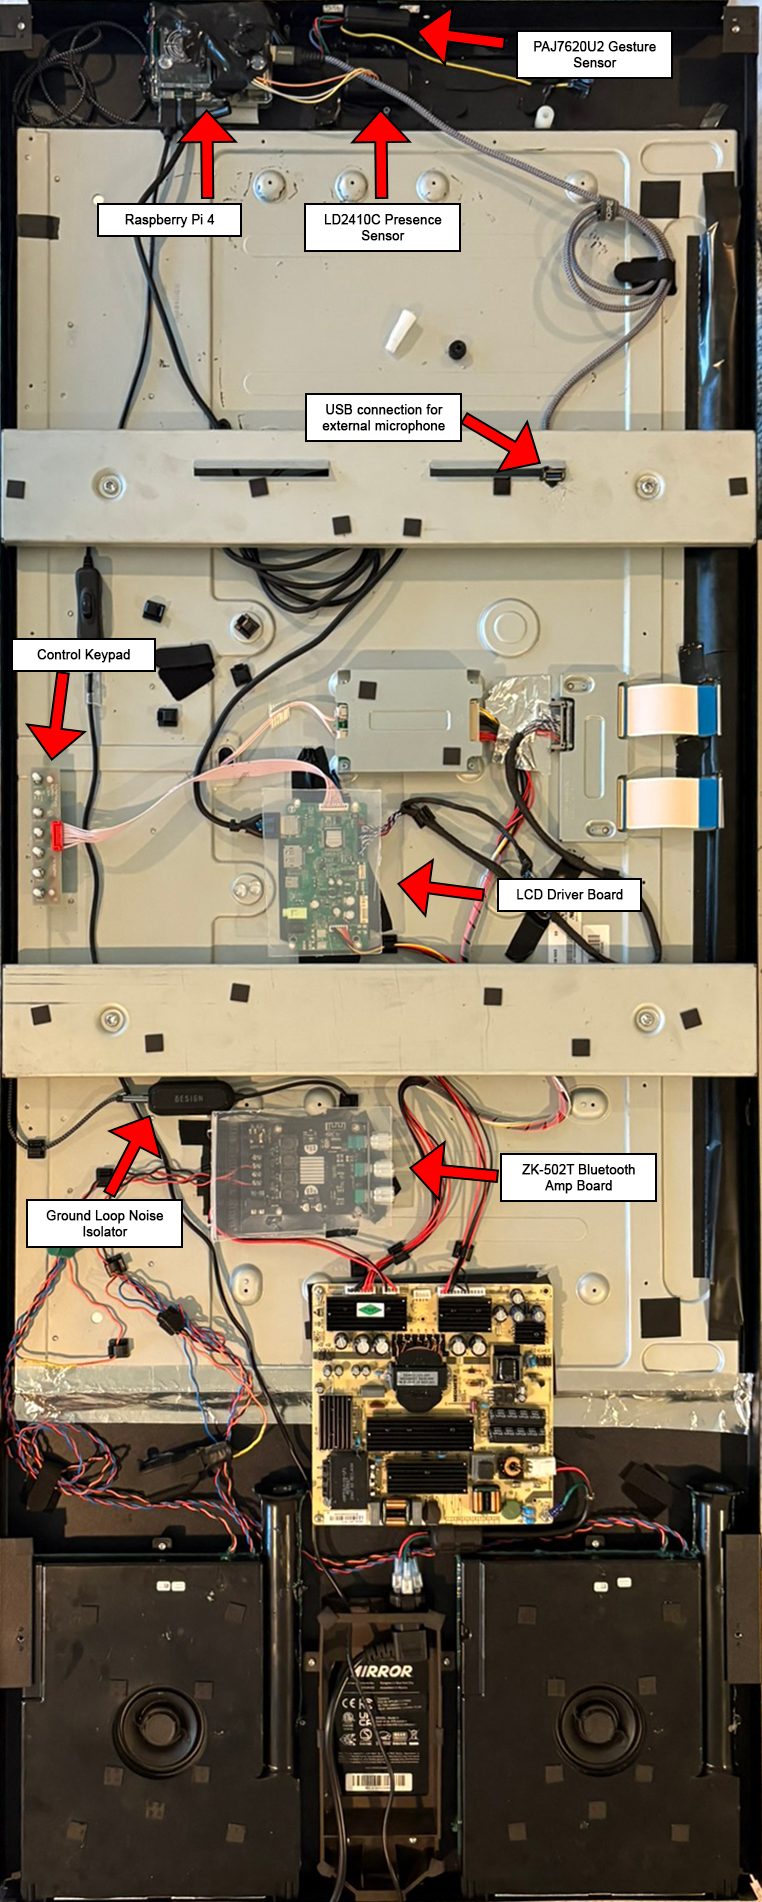 PAJ7620U2 Gesture
Sensor
Raspberry Pi 4
LD2410C Presence
Sensor
USB connection for
external microphone
Control Keypad
LCD Driver Board
DESIGN
ZK-502T Bluetooth
Amp Board
Ground Loop Noise
Isolator
MIRROR